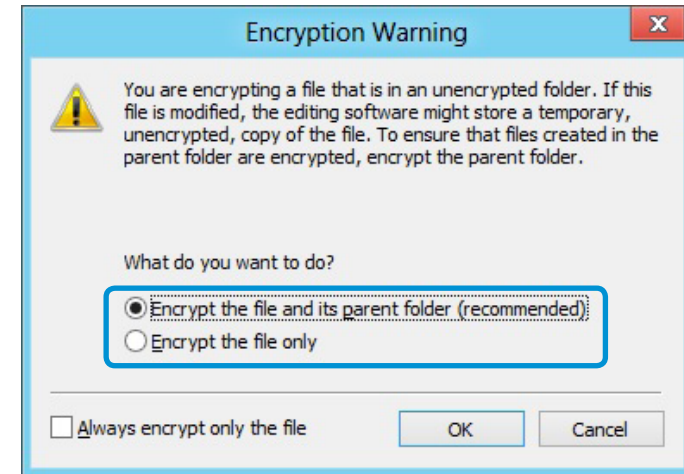 Encryption Warning
x
You are encrypting a file that is in an unencrypted folder. If this
file is modified, the editing software might store a temporary,
unencrypted, copy of the file. To ensure that files created in the
parent folder are encrypted, encrypt the parent folder.
What do you want to do?
Encrypt the file and its parent folder (recommended)
Encrypt the file only
Always encrypt only the file
OK
Cancel